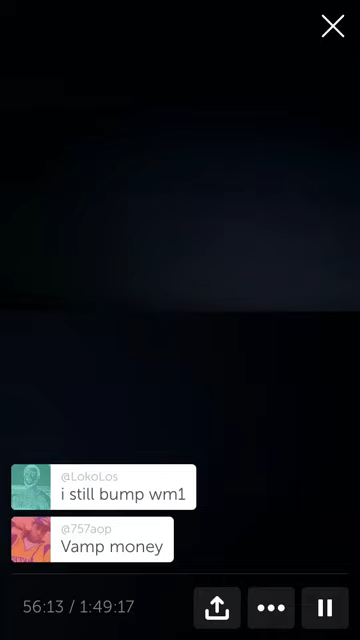 @LokoLos
i still bump wm1
@757aop
Vamp money
56:13 / 1:49:17